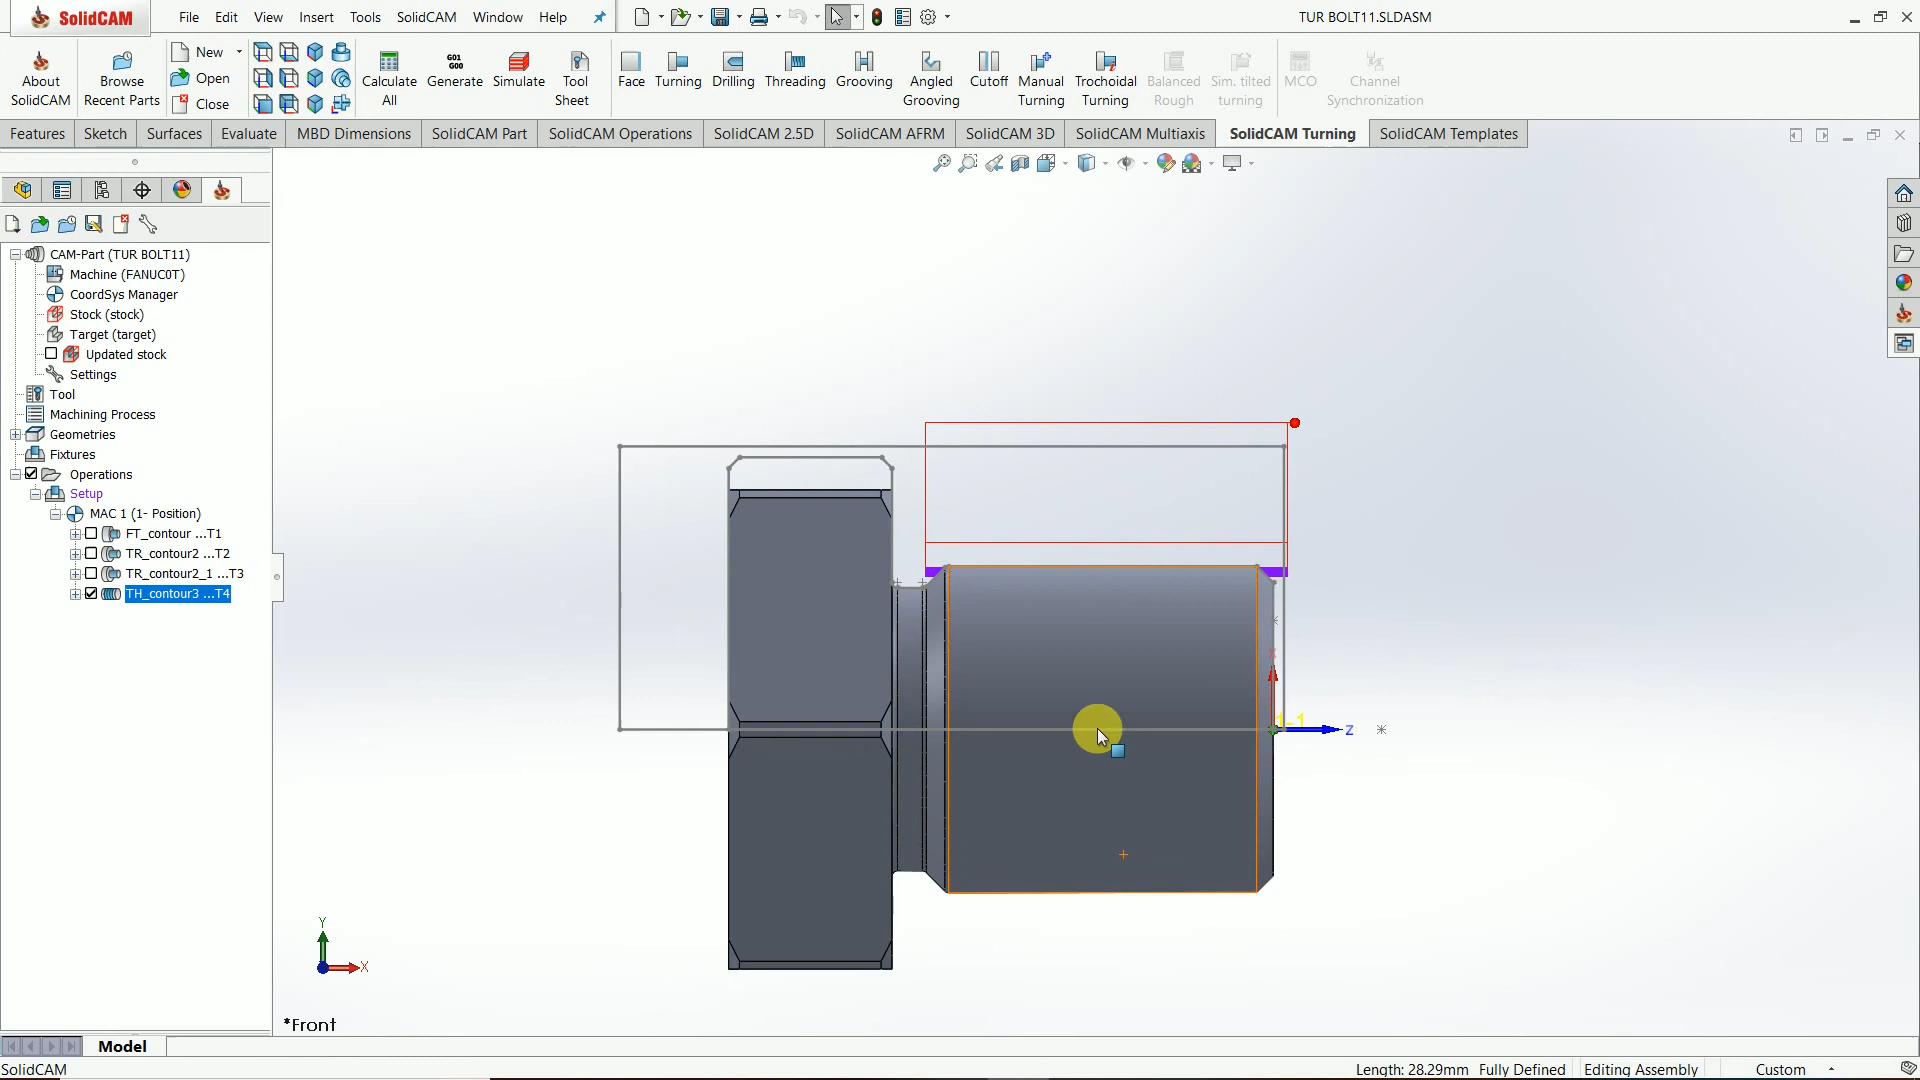 SolidCAM File Edit View Insert Tools SolidCAM Window Help TUR BOLT11.SLDASM
About SolidCAM
Browse Recent Parts
New
Open
Close
Calculate All
G01 G00
Generate
Simulate
Tool Sheet
Face
Turning
Drilling
Threading
Grooving
Angled Grooving
Cutoff
Manual Turning
Trochoidal Turning
Balanced Rough
Sim. tilted turning
MCO
Channel Synchronization
Features Sketch Surfaces Evaluate MBD Dimensions SolidCAM Part SolidCAM Operations SolidCAM 2.5D SolidCAM AFRM SolidCAM 3D SolidCAM Multiaxis SolidCAM Turning SolidCAM Templates
CAM-Part (TUR BOLT11)
Machine (FANUC0T)
CoordSys Manager
Stock (stock)
Target (target)
Updated stock
Settings
Tool
Machining Process
Geometries
Fixtures
Operations
Setup
MAC 1 (1- Position)
FT_contour ...T1
TR_contour2 ...T2
TR_contour2_1 ...T3
TH_contour3 ...T4
X
1-1
Z
Y
X
*Front
Model
SolidCAM Length: 28.29mm Fully Defined Editing Assembly Custom